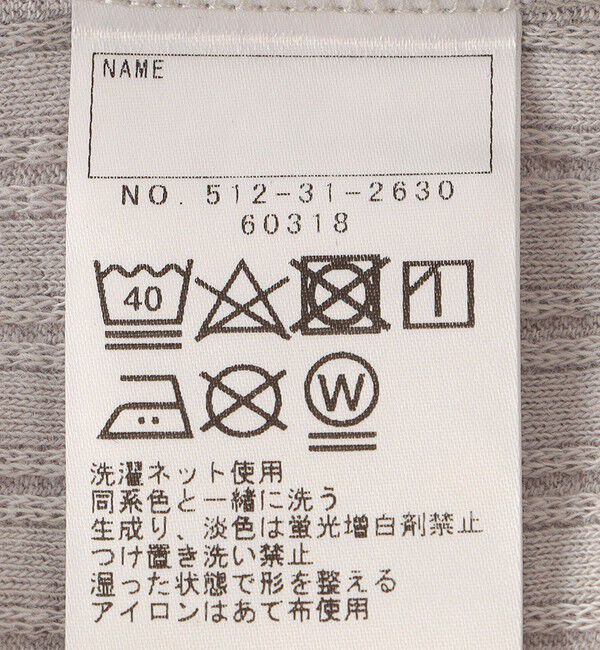 NAME
NO. 512-31-2630
60318
40
W
洗濯ネット使用
同系色と一緒に洗う
生成り、淡色は蛍光増白剤禁止
つけ置き洗い禁止
湿った状態で形を整える
アイロンはあて布使用